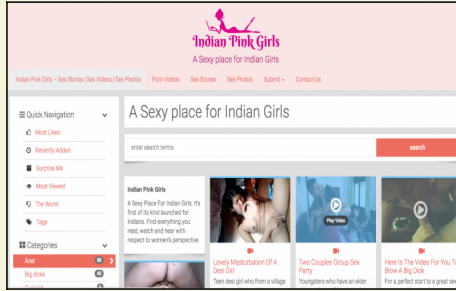 Indian Pink Girls
A Sexy place for Indian Girls
Indian Pink Girls – Sex Stories | Sex Videos | Sex Photos
Porn Videos
Sex Stories
Sex Photos
Submit
Contact Us
Quick Navigation
Most Liked
Recently Added
Surprise Me
Most Viewed
The Worst
Tags
Categories
Anal
Big dicks
A Sexy place for Indian Girls
enter search terms
search
Indian Pink Girls
A Sexy Place For Indian Girls. Its
first of its kind launched for
Indians. Find everything you
read, watch and hear with
respect to women's perspective.
Lovely Masturbation Of A
Desi Girl
Teen desi girl who from a village
Play Video
Two Couples Group Sex
Party
Youngsters who have an elder
Here Is The Video For You T
Blow A Big Dick
For a perfect start to a great se